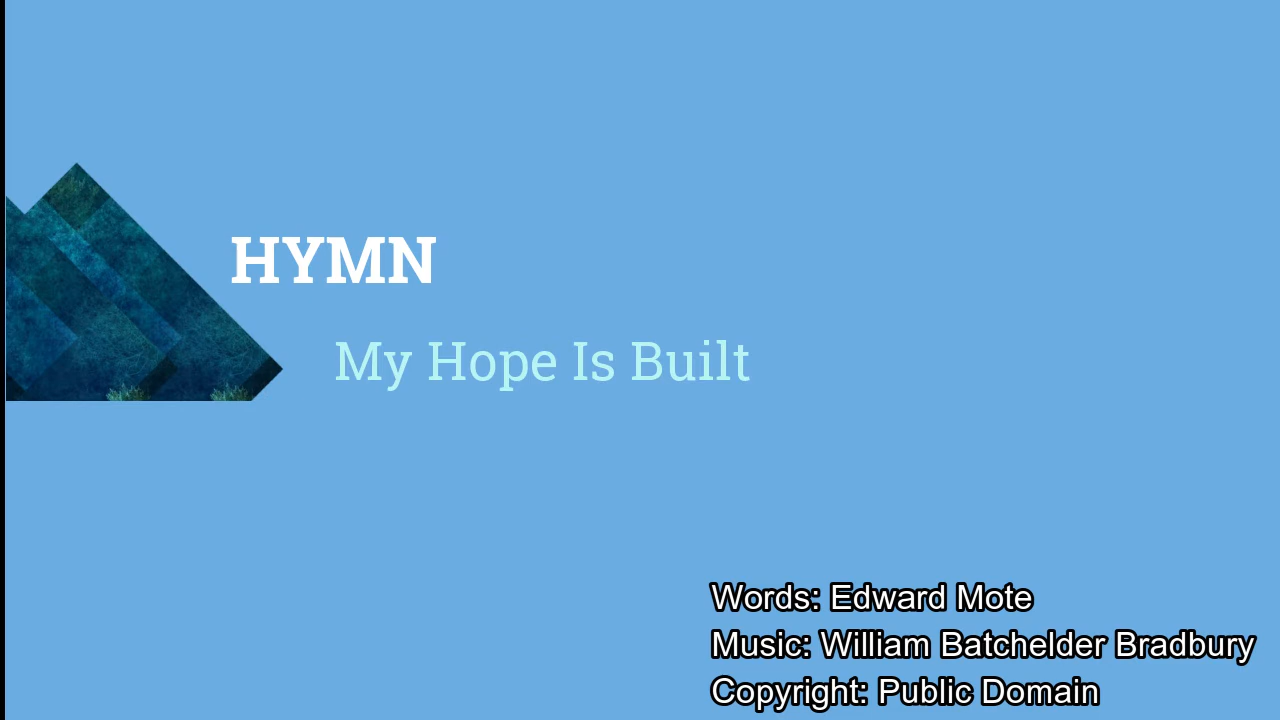 HYMN
My Hope Is Built
Words: Edward Mote
Music: William Batchelder Bradbury
Copyright: Public Domain